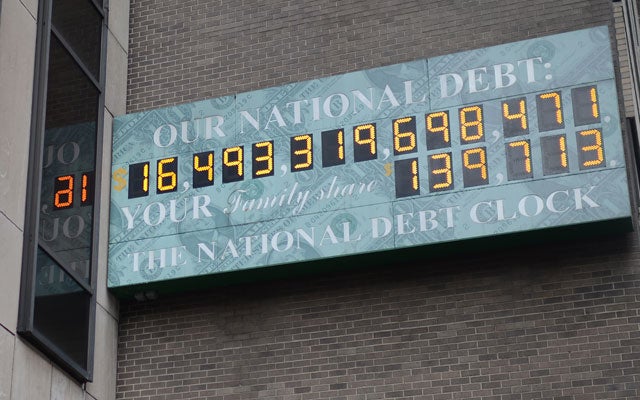 OUR NATIONAL DEBT:
$16,493,319,698,471.
YOUR Family share $139,713.
THE NATIONAL DEBT CLOCK